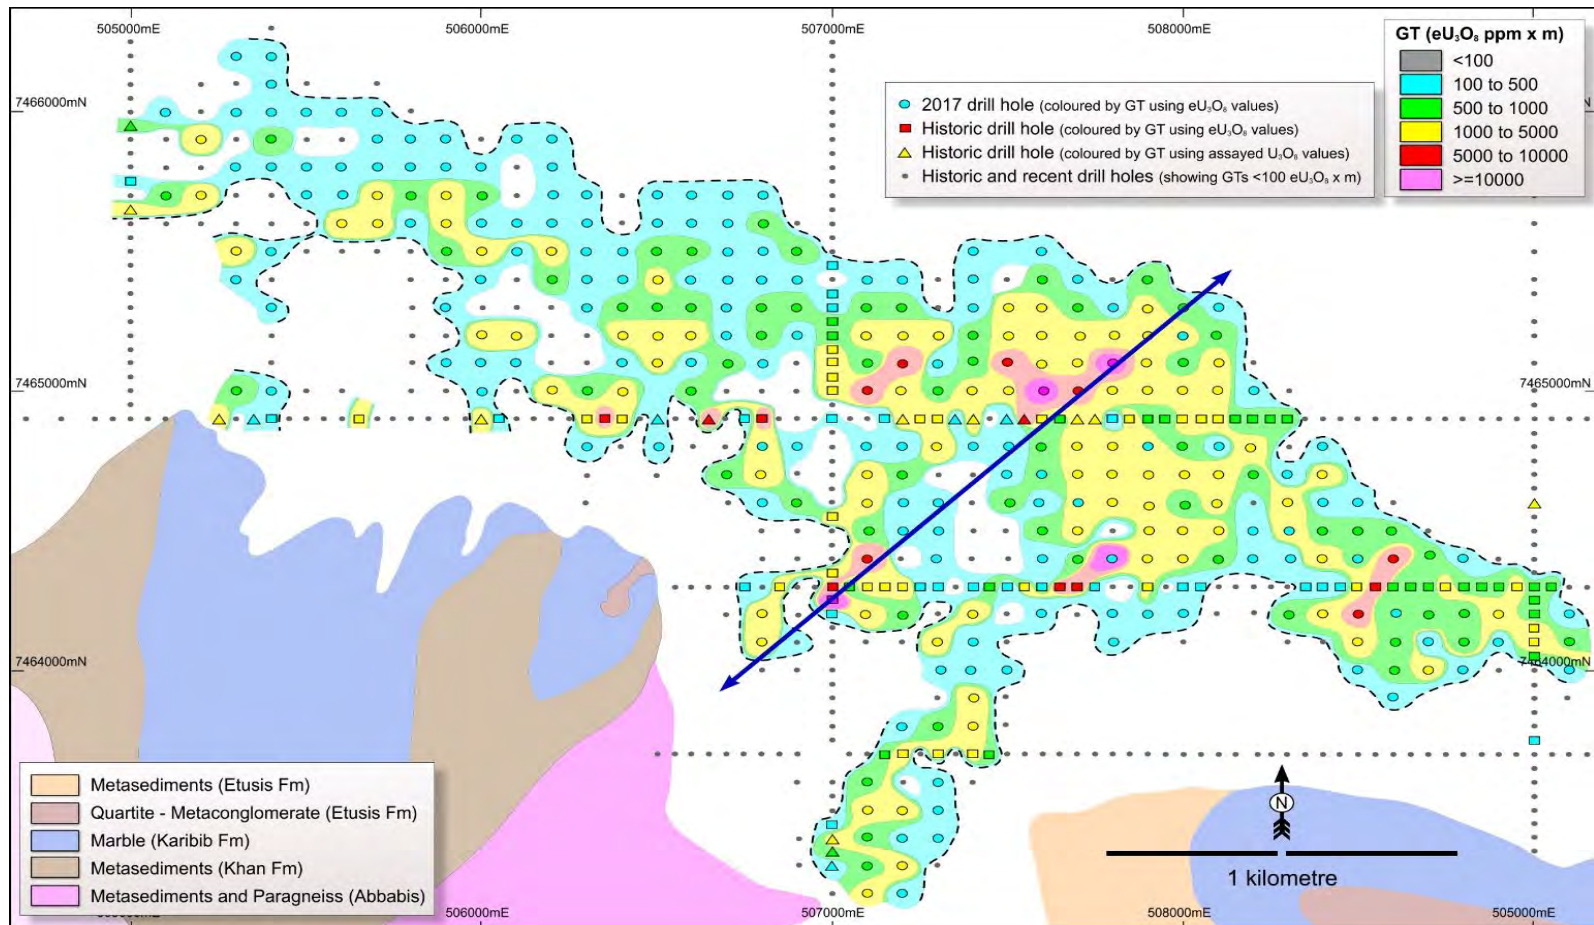 505000mE
506000mE
507000mE
508000mE
GT (eU₃O₈ ppm x m)
<100
100 to 500
500 to 1000
1000 to 5000
5000 to 10000
>=10000
2017 drill hole (coloured by GT using eU₃O₈ values)
Historic drill hole (coloured by GT using eU₃O₈ values)
Historic drill hole (coloured by GT using assayed U₃O₈ values)
Historic and recent drill holes (showing GTs <100 eU₃O₈ x m)
7466000mN
7465000mN
7465000mN
7464000mN
7464000mN
Metasediments (Etusis Fm)
Quartite - Metaconglomerate (Etusis Fm)
Marble (Karibib Fm)
Metasediments (Khan Fm)
Metasediments and Paragneiss (Abbabis)
N
1 kilometre
506000mE
507000mE
508000mE
505000mE